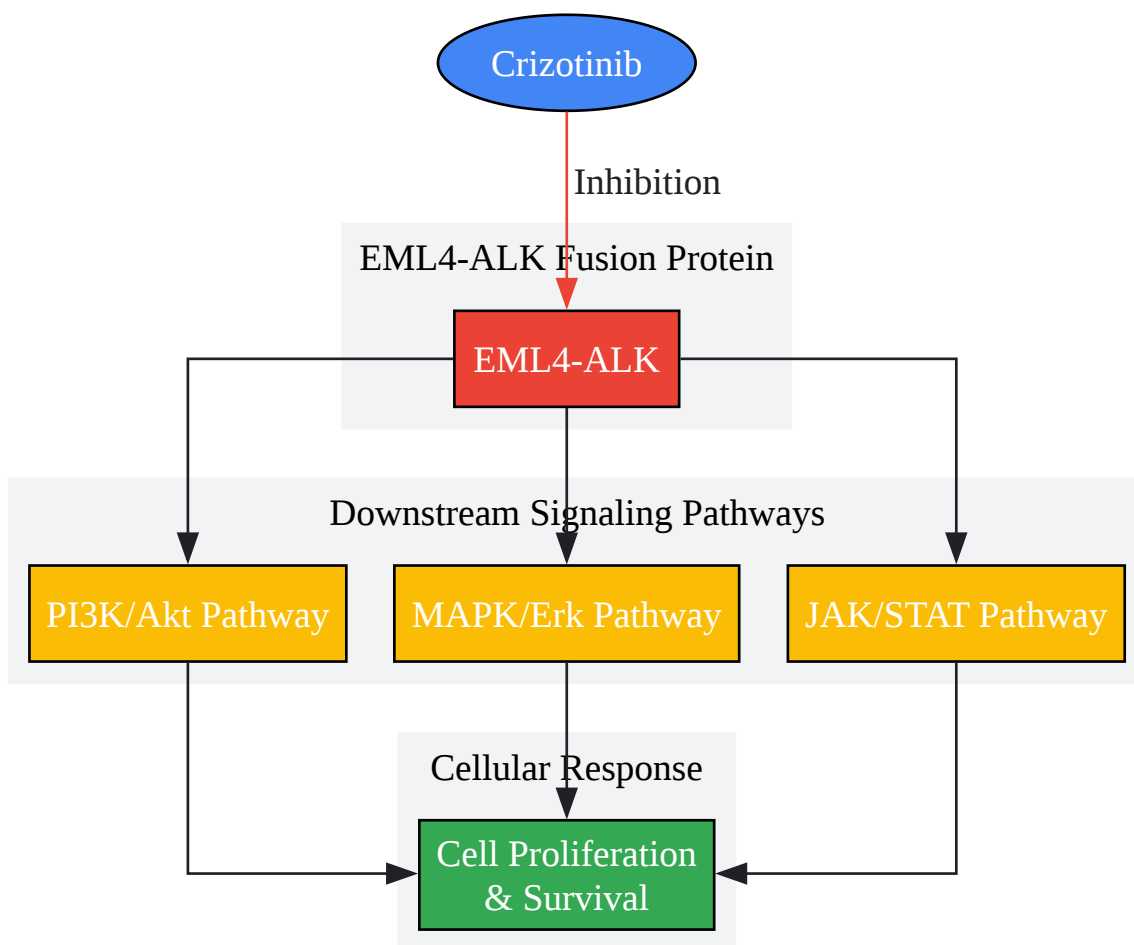 Crizotinib
Inhibition
EML4-ALK Fusion Protein
EML4-ALK
Downstream Signaling Pathways
PI3K/Akt Pathway
MAPK/Erk Pathway
JAK/STAT Pathway
Cellular Response
Cell Proliferation
& Survival